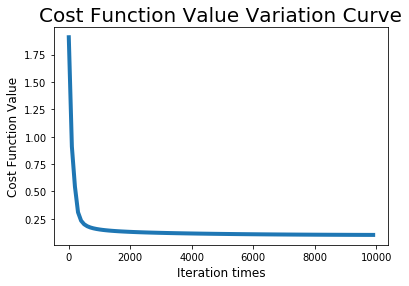 Cost Function Value Variation Curve
Cost Function Value
1.75
1.50
1.25
1.00
0.75
0.50
0.25
0 2000 4000 6000 8000 10000
Iteration times